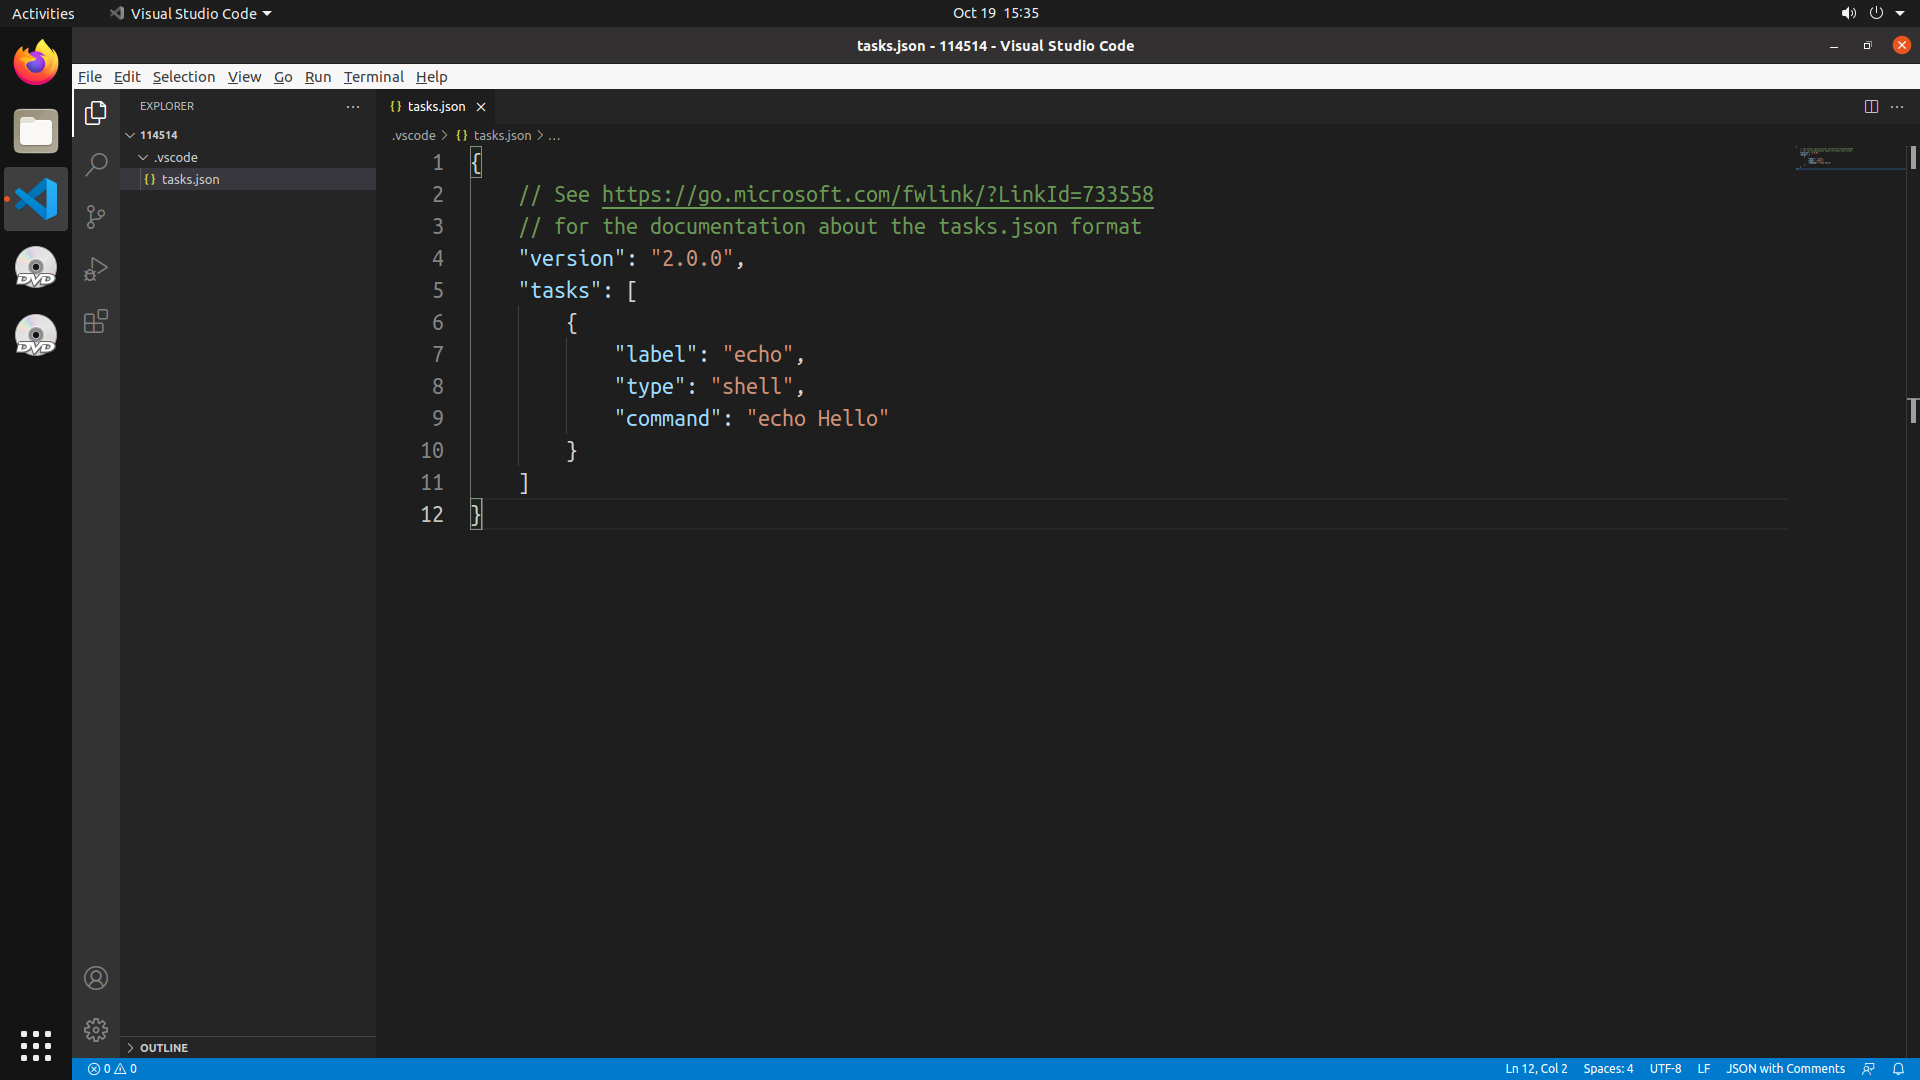 Activities
Visual Studio Code
Oct 19 15:35
tasks.json - 114514 - Visual Studio Code
File Edit Selection View Go Run Terminal Help
EXPLORER
114514
.vscode
{} tasks.json
{} tasks.json
.vscode > {} tasks.json > ...
1 {
2 // See https://go.microsoft.com/fwlink/?LinkId=733558
3 // for the documentation about the tasks.json format
4 "version": "2.0.0",
5 "tasks": [
6 {
7 "label": "echo",
8 "type": "shell",
9 "command": "echo Hello"
10 }
11 ]
12 }
DVD
DVD
OUTLINE
0 0
Ln 12, Col 2 Spaces: 4 UTF-8 LF JSON with Comments